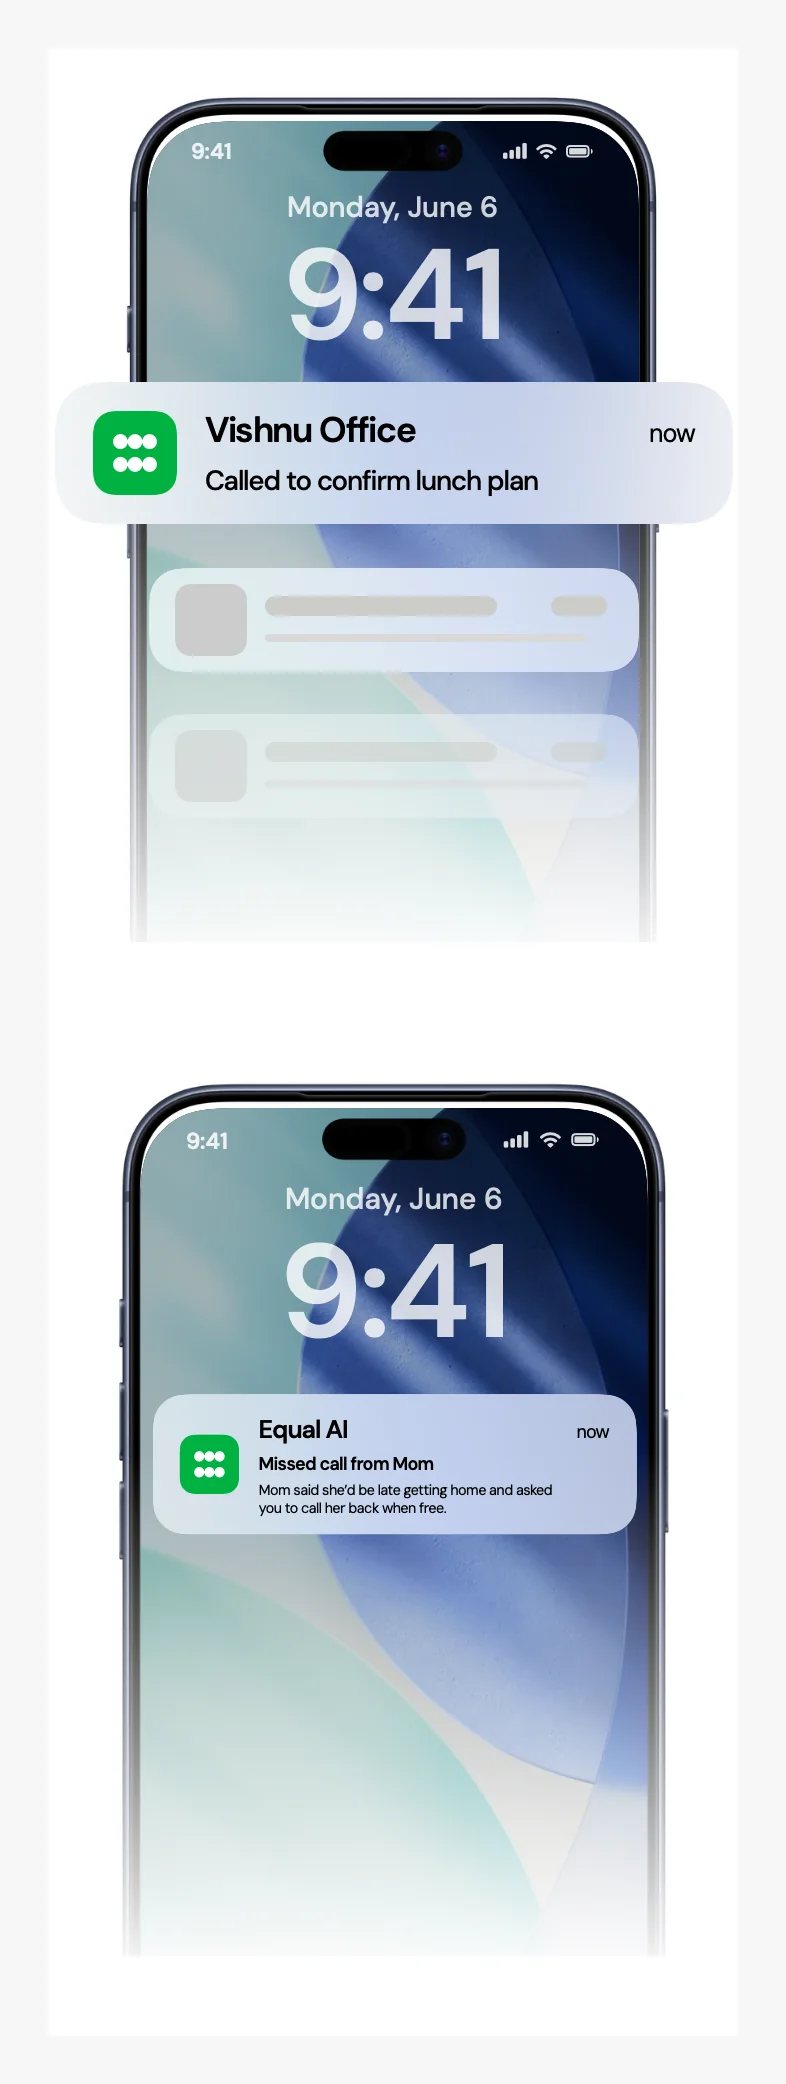 9:41
Monday, June 6
9:41
Vishnu Office
now
Called to confirm lunch plan
9:41
Monday, June 6
9:41
Equal AI
now
Missed call from Mom
Mom said she’d be late getting home and asked
you to call her back when free.